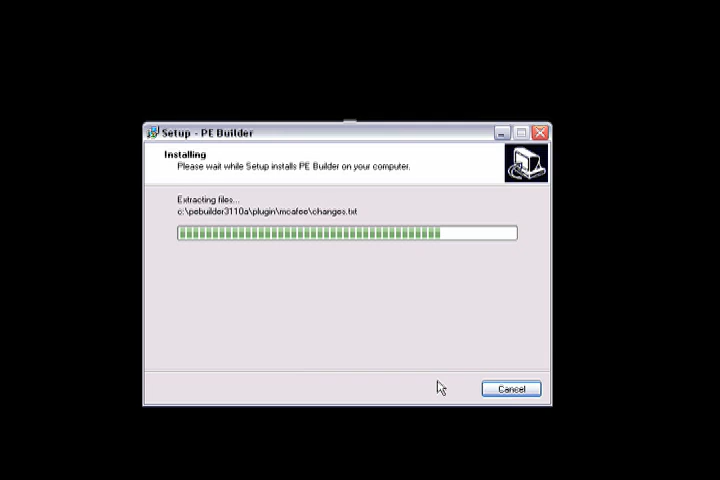 Setup - PE Builder
Installing
Please wait while Setup installs PE Builder on your computer.
Extracting files...
c:\pebuilder3110a\plugin\mcafee\changes.txt
Cancel